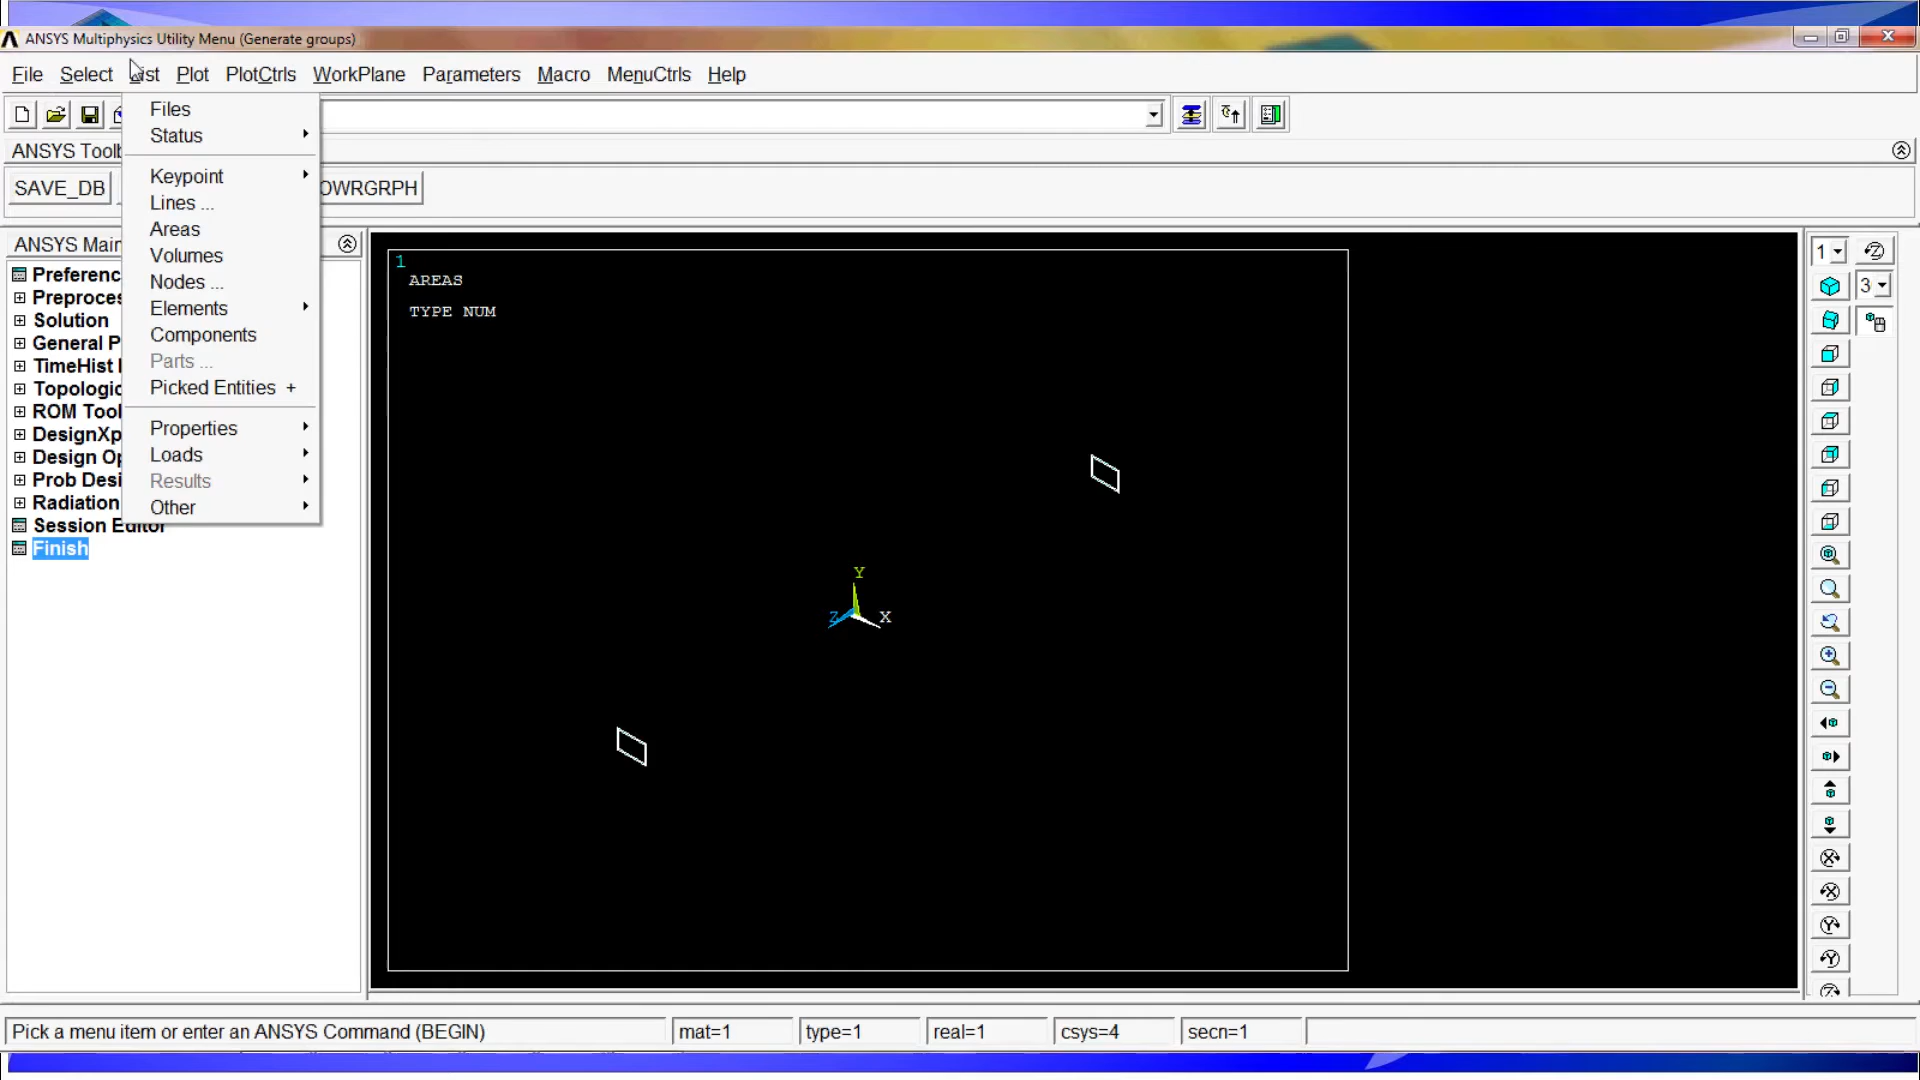 ANSYS Multiphysics Utility Menu (Generate groups)
File Select List Plot PlotCtrls WorkPlane Parameters Macro MenuCtrls Help
Files
Status
ANSYS Toolb
Keypoint
SAVE_DB OWRGRPH
Lines ...
Areas
ANSYS Main
Volumes
Preferenc
Nodes ...
Preproces
Elements
Solution
Components
General P
Parts ...
TimeHist
Picked Entities +
Topologic
ROM Tool
Properties
DesignXp
Loads
Design Op
Results
Prob Desi
Other
Radiation
Session Editor
Finish
1
AREAS
TYPE NUM
Y
Z X
1
3
Pick a menu item or enter an ANSYS Command (BEGIN) mat=1 type=1 real=1 csys=4 secn=1